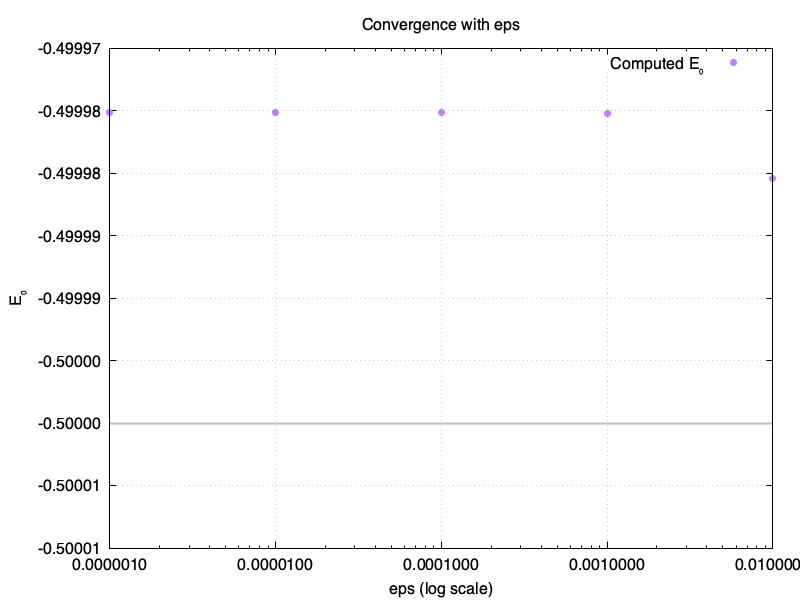 Convergence with eps
-0.49997
Computed E₀
-0.49998
-0.49998
-0.49999
-0.49999
E₀
-0.50000
-0.50000
-0.50001
-0.50001
0.0000010 0.0000100 0.0001000 0.0010000 0.010000
eps (log scale)